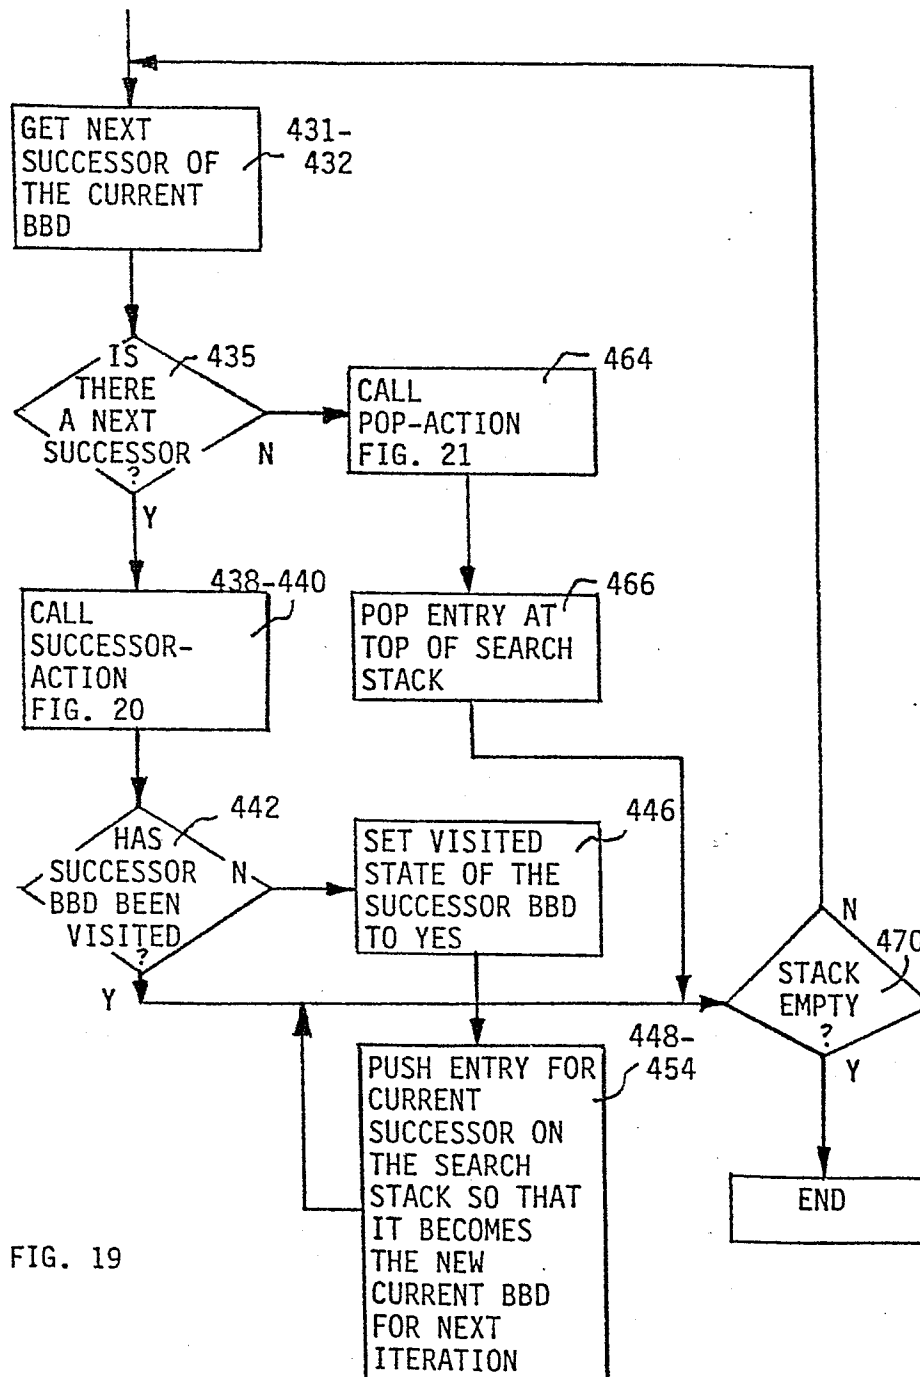 GET NEXT
SUCCESSOR OF
THE CURRENT
BBD
431-
432
IS
THERE
A NEXT
SUCCESSOR
?
435
N
Y
CALL
POP-ACTION
FIG. 21
464
438-440
CALL
SUCCESSOR-
ACTION
FIG. 20
POP ENTRY AT
TOP OF SEARCH
STACK
466
HAS
SUCCESSOR
BBD BEEN
VISITED
?
442
N
Y
SET VISITED
STATE OF THE
SUCCESSOR BBD
TO YES
446
STACK
EMPTY
?
470
N
Y
448-
454
PUSH ENTRY FOR
CURRENT
SUCCESSOR ON
THE SEARCH
STACK SO THAT
IT BECOMES
THE NEW
CURRENT BBD
FOR NEXT
ITERATION
END
FIG. 19